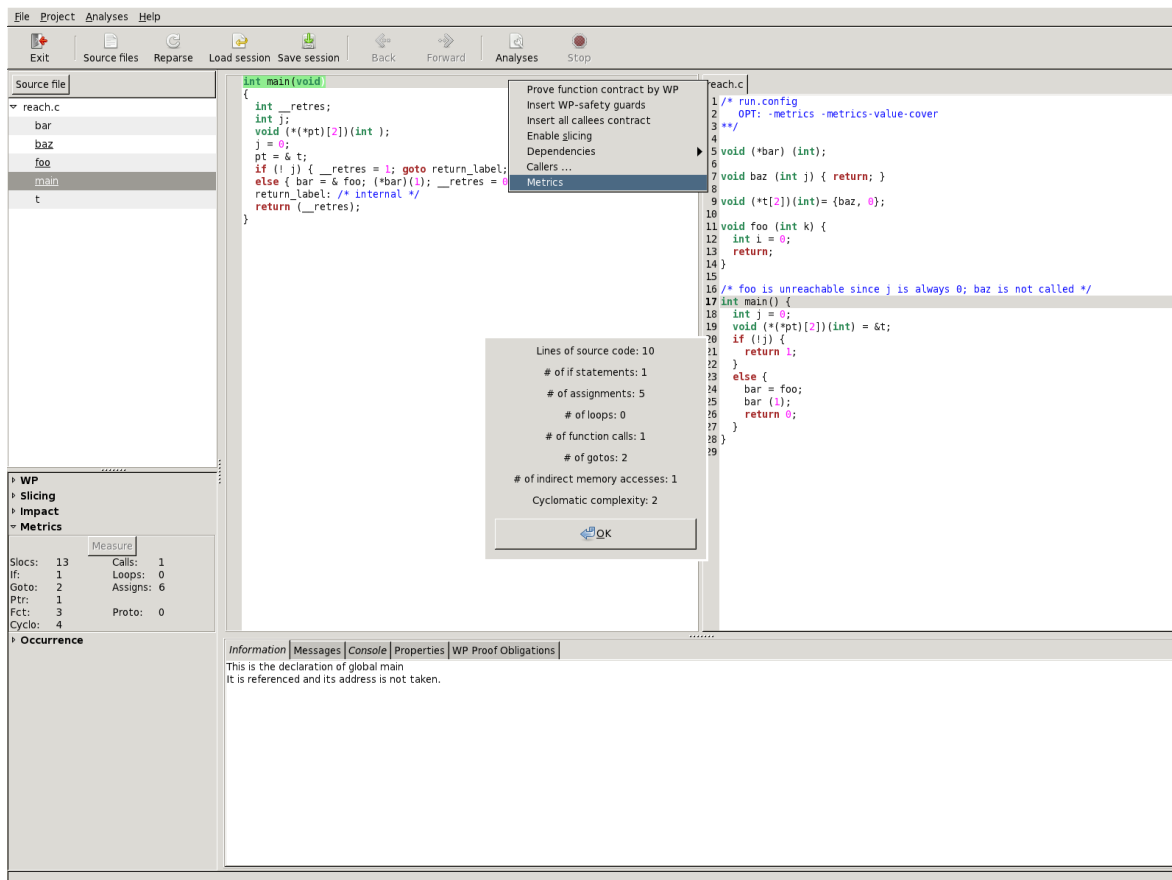 File Project Analyses Help
Exit Source files Reparse Load session Save session Back Forward Analyses Stop
Source file
reach.c
bar
baz
foo
main
t
WP
Slicing
Impact
Metrics
Measure
Slocs: 13 Calls: 1
If: 1 Loops: 0
Goto: 2 Assigns: 6
Ptr: 1
Fct: 3 Proto: 0
Cyclo: 4
Occurrence
int main(void
{
int __retres;
int j;
void (*(*pt)[2])(int );
j = 0;
pt = & t;
if (! j) { __retres = 1; goto return_label;
else { bar = & foo; (*bar)(1); __retres = 0
return_label: /* internal */
return (__retres);
}
Prove function contract by WP
Insert WP-safety guards
Insert all callees contract
Enable slicing
Dependencies
Callers ...
Metrics
Lines of source code: 10
# of if statements: 1
# of assignments: 5
# of loops: 0
# of function calls: 1
# of gotos: 2
# of indirect memory accesses: 1
Cyclomatic complexity: 2
OK
reach.c
1 /* run.config
2 OPT: -metrics -metrics-value-cover
3 **/
4
5 void (*bar) (int);
6
7 void baz (int j) { return; }
8
9 void (*t[2])(int)= {baz, 0};
10
11 void foo (int k) {
12 int i = 0;
13 return;
14 }
15
16 /* foo is unreachable since j is always 0; baz is not called */
17 int main() {
18 int j = 0;
19 void (*(*pt)[2])(int) = &t;
20 if (!j) {
21 return 1;
22 }
23 else {
24 bar = foo;
25 bar (1);
26 return 0;
27 }
28 }
29
Information Messages Console Properties WP Proof Obligations
This is the declaration of global main
It is referenced and its address is not taken.